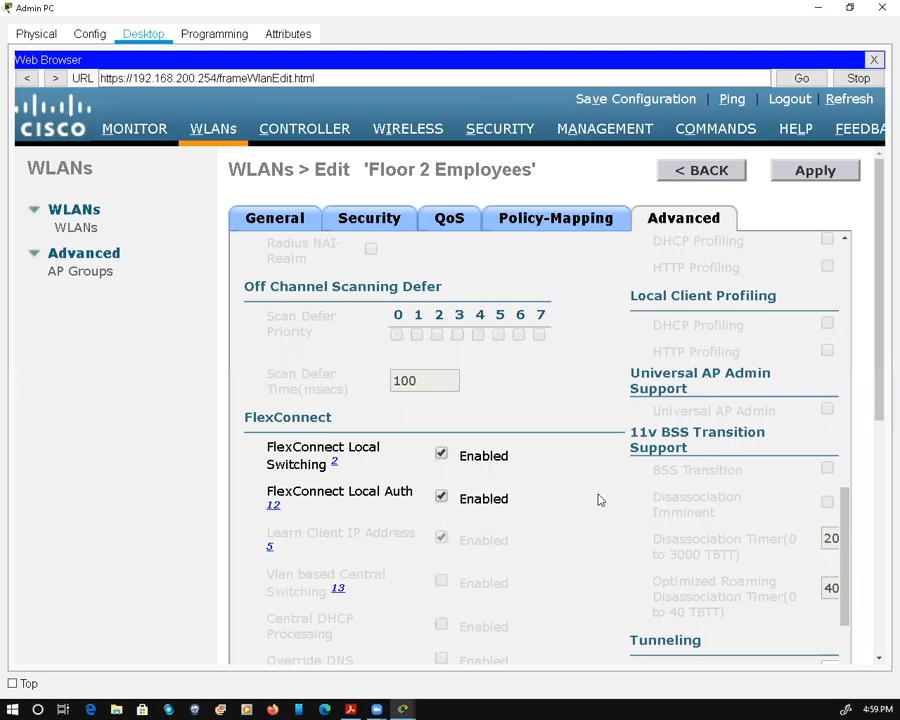 Admin PC
Physical Config Desktop Programming Attributes
Web Browser X
< > URL https://192.168.200.254/frameWlanEdit.html Go Stop
Save Configuration | Ping | Logout | Refresh
CISCO MONITOR WLANs CONTROLLER WIRELESS SECURITY MANAGEMENT COMMANDS HELP FEEDBA
WLANs
WLANs
WLANs
Advanced
AP Groups
WLANs > Edit 'Floor 2 Employees' < BACK Apply
General Security QoS Policy-Mapping Advanced
Radius NAI-
Realm
Off Channel Scanning Defer
Scan Defer
Priority
0 1 2 3 4 5 6 7
Scan Defer
Time(msecs)
100
FlexConnect
FlexConnect Local
Switching 2
Enabled
FlexConnect Local Auth
12
Enabled
Learn Client IP Address
5
Enabled
Vlan based Central
Switching 13
Enabled
Central DHCP
Processing
Enabled
Override DNS
Enabled
DHCP Profiling
HTTP Profiling
Local Client Profiling
DHCP Profiling
HTTP Profiling
Universal AP Admin
Support
Universal AP Admin
11v BSS Transition
Support
BSS Transition
Disassociation
Imminent
Disassociation Timer(0
to 3000 TBTT)
20
Optimized Roaming
Disassociation Timer(0
to 40 TBTT)
40
Tunneling
Top
4:59 PM